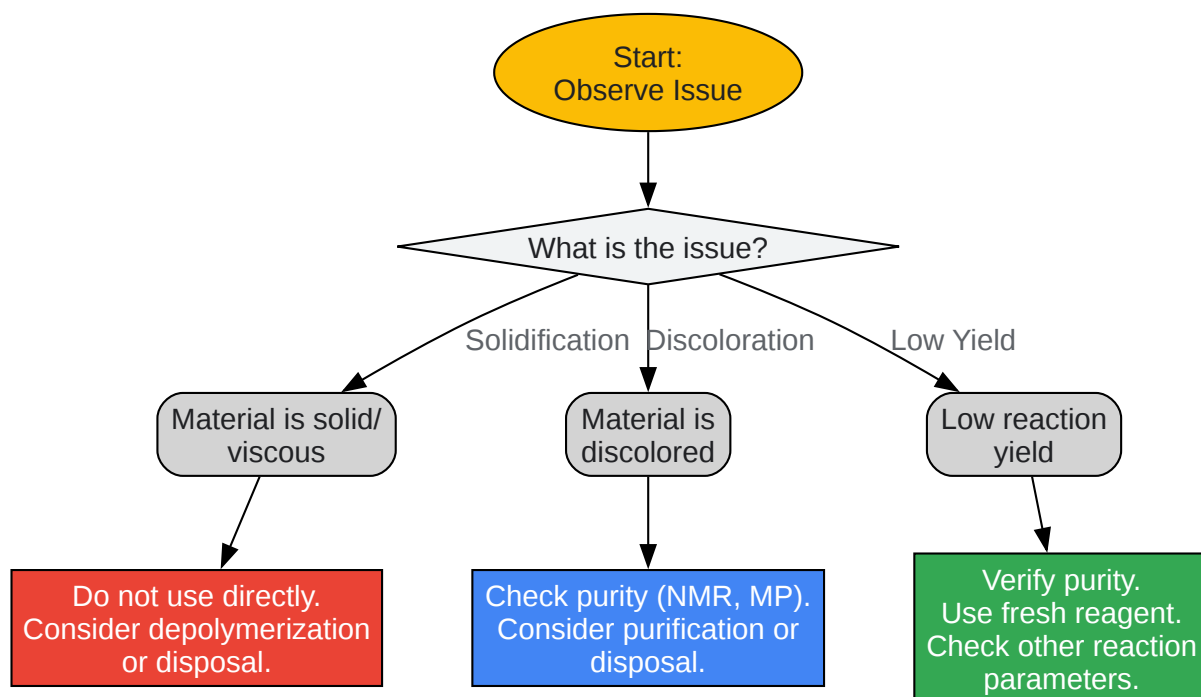 Start:
Observe Issue
What is the issue?
Solidification
Discoloration
Low Yield
Material is solid/
viscous
Material is
discolored
Low reaction
yield
Do not use directly.
Consider depolymerization
or disposal.
Check purity (NMR, MP).
Consider purification or
disposal.
Verify purity.
Use fresh reagent.
Check other reaction
parameters.